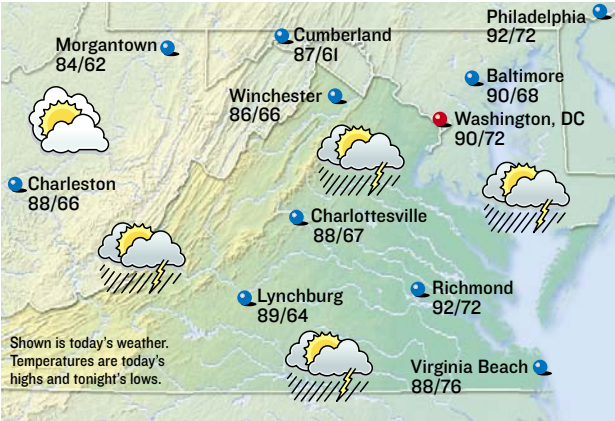 Philadelphia
92/72
Morgantown
84/62
Cumberland
87/61
Baltimore
90/68
Winchester
86/66
Washington, DC
90/72
Charleston
88/66
Charlottesville
88/67
Richmond
92/72
Lynchburg
89/64
Shown is today's weather.
Temperatures are today's
highs and tonight's lows.
Virginia Beach
88/76